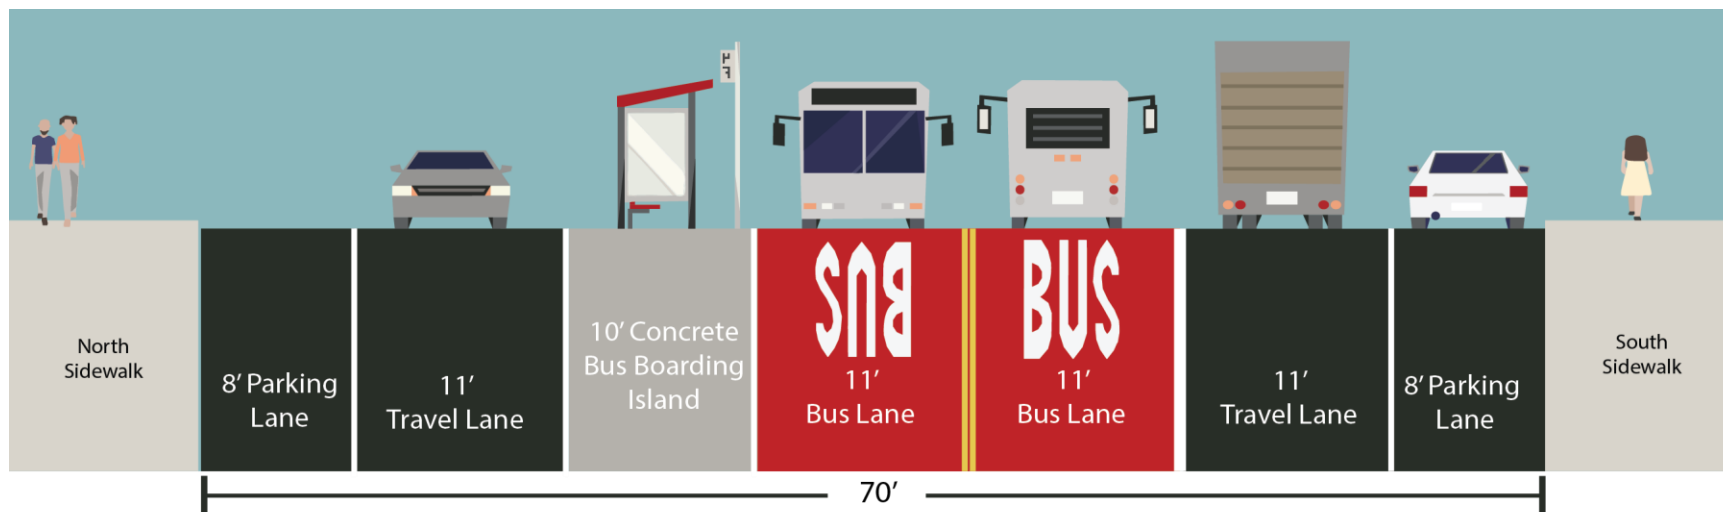 North
Sidewalk
8’ Parking
Lane
11’
Travel Lane
10’ Concrete
Bus Boarding
Island
BUS
11’
Bus Lane
BUS
11’
Bus Lane
11’
Travel Lane
8’ Parking
Lane
South
Sidewalk
70’